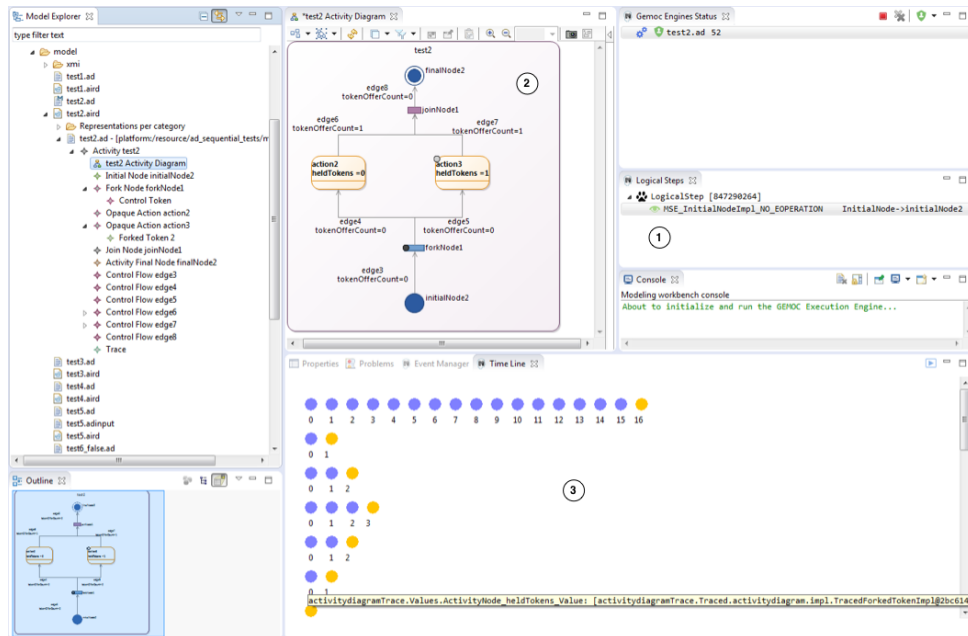 Model Explorer
type filter text
model
xmi
test1.ad
test1.aird
test2.ad
test2.aird
Representations per category
test2.ad - [platform:/resource/ad_sequential_tests/m
Activity test2
test2 Activity Diagram
Initial Node initialNode2
Fork Node forkNode1
Control Token
Opaque Action action2
Opaque Action action3
Forked Token 2
Join Node joinNode1
Activity Final Node finalNode2
Control Flow edge3
Control Flow edge4
Control Flow edge5
Control Flow edge6
Control Flow edge7
Control Flow edge8
Trace
test3.ad
test3.aird
test4.ad
test4.aird
test5.ad
test5.adinput
test5.aird
test6_false.ad
Outline
*test2 Activity Diagram
test2
finalNode2
edge8
tokenOfferCount=0
joinNode1
edge6
tokenOfferCount=1
edge7
tokenOfferCount=1
action2
heldTokens =0
action3
heldTokens =1
edge4
tokenOfferCount=0
edge5
tokenOfferCount=0
forkNode1
edge3
tokenOfferCount=0
initialNode2
2
Gemoc Engines Status
test2.ad 52
Logical Steps
LogicalStep [847290264]
MSE_InitialNodeImpl_NO_EOPERATION InitialNode->initialNode2
1
Console
Modeling workbench console
About to initialize and run the GEMOC Execution Engine...
Properties Problems Event Manager Time Line
0 1 2 3 4 5 6 7 8 9 10 11 12 13 14 15 16
0 1
0 1 2
0 1 2 3
0 1 2
0 1
3
activitydiagramTrace.Values.ActivityNode_heldTokens_Value: [activitydiagramTrace.Traced.activitydiagram.impl.TracedForkedTokenImpl@2bc614